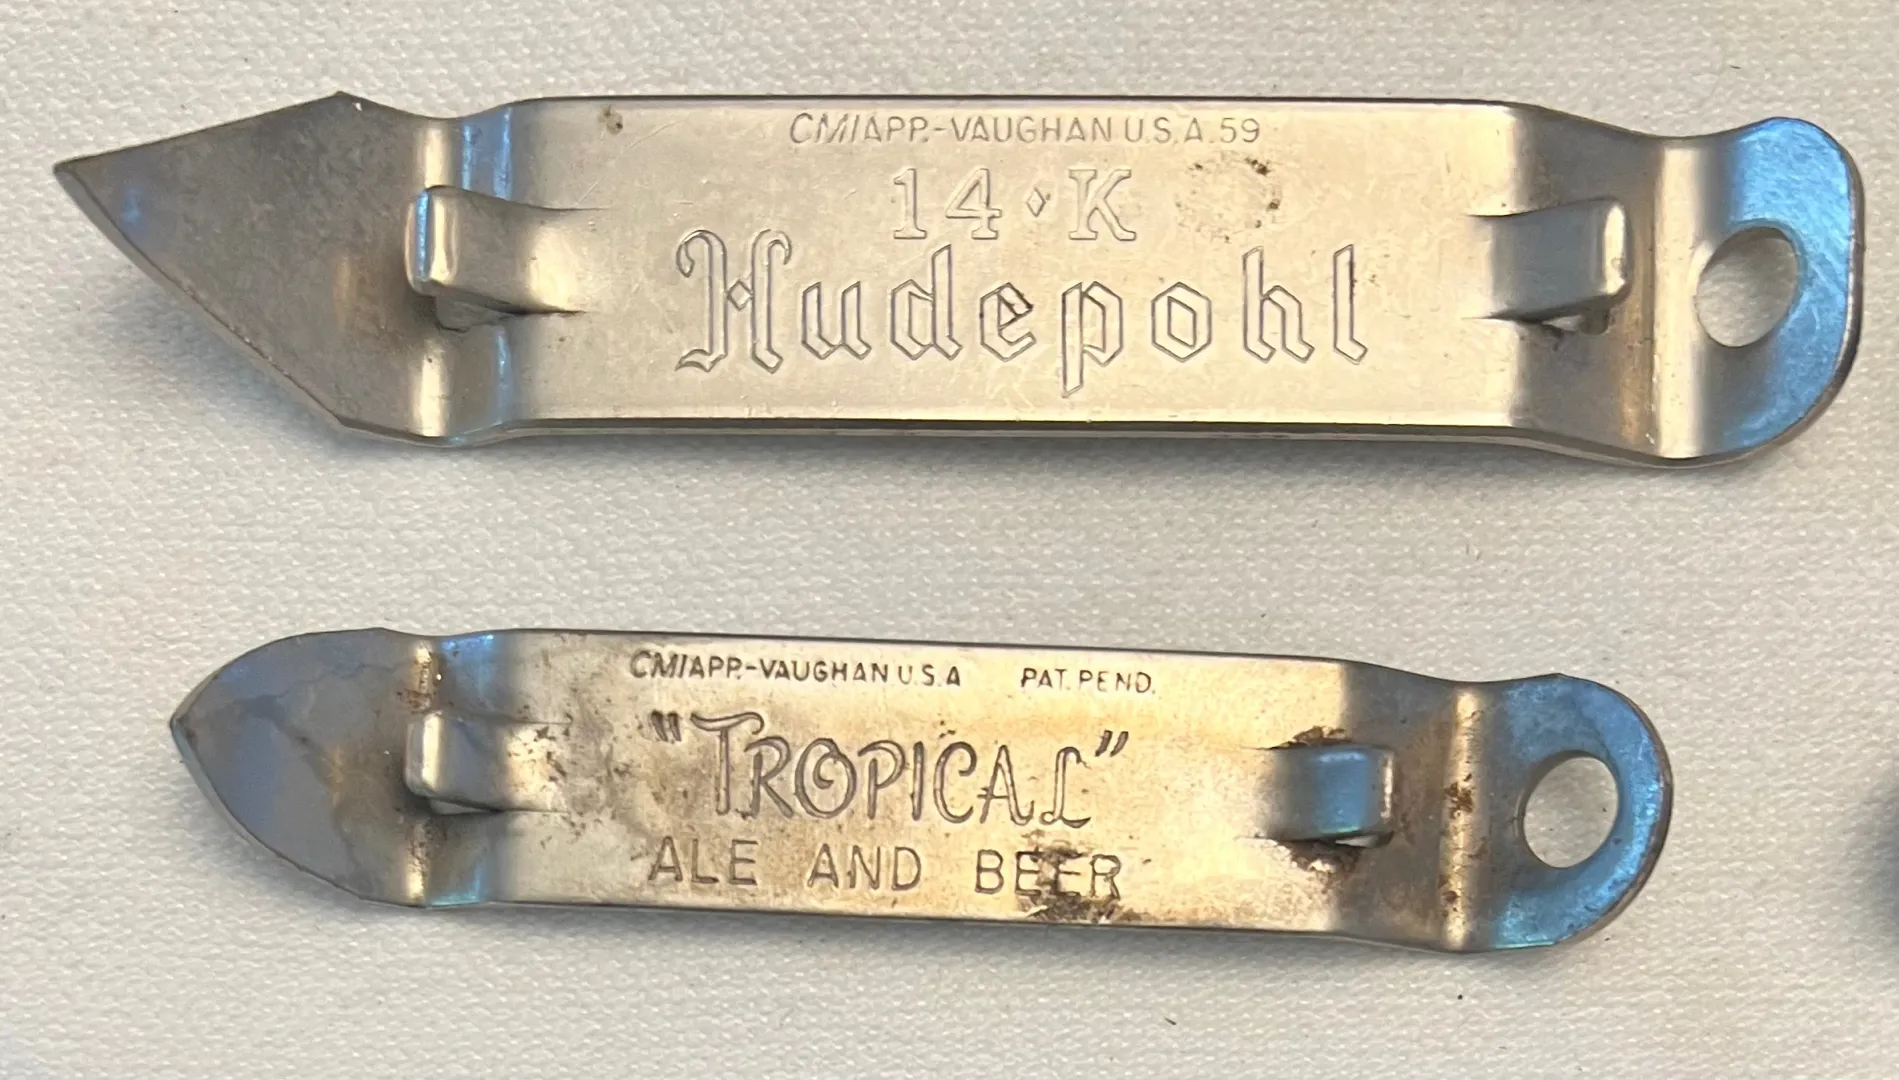 CMIAPP.-VAUGHAN U.S.A. 59
14·K
Hudepohl
CMIAPP.-VAUGHAN U.S.A PAT. PEND.
"TROPICAL"
ALE AND BEER